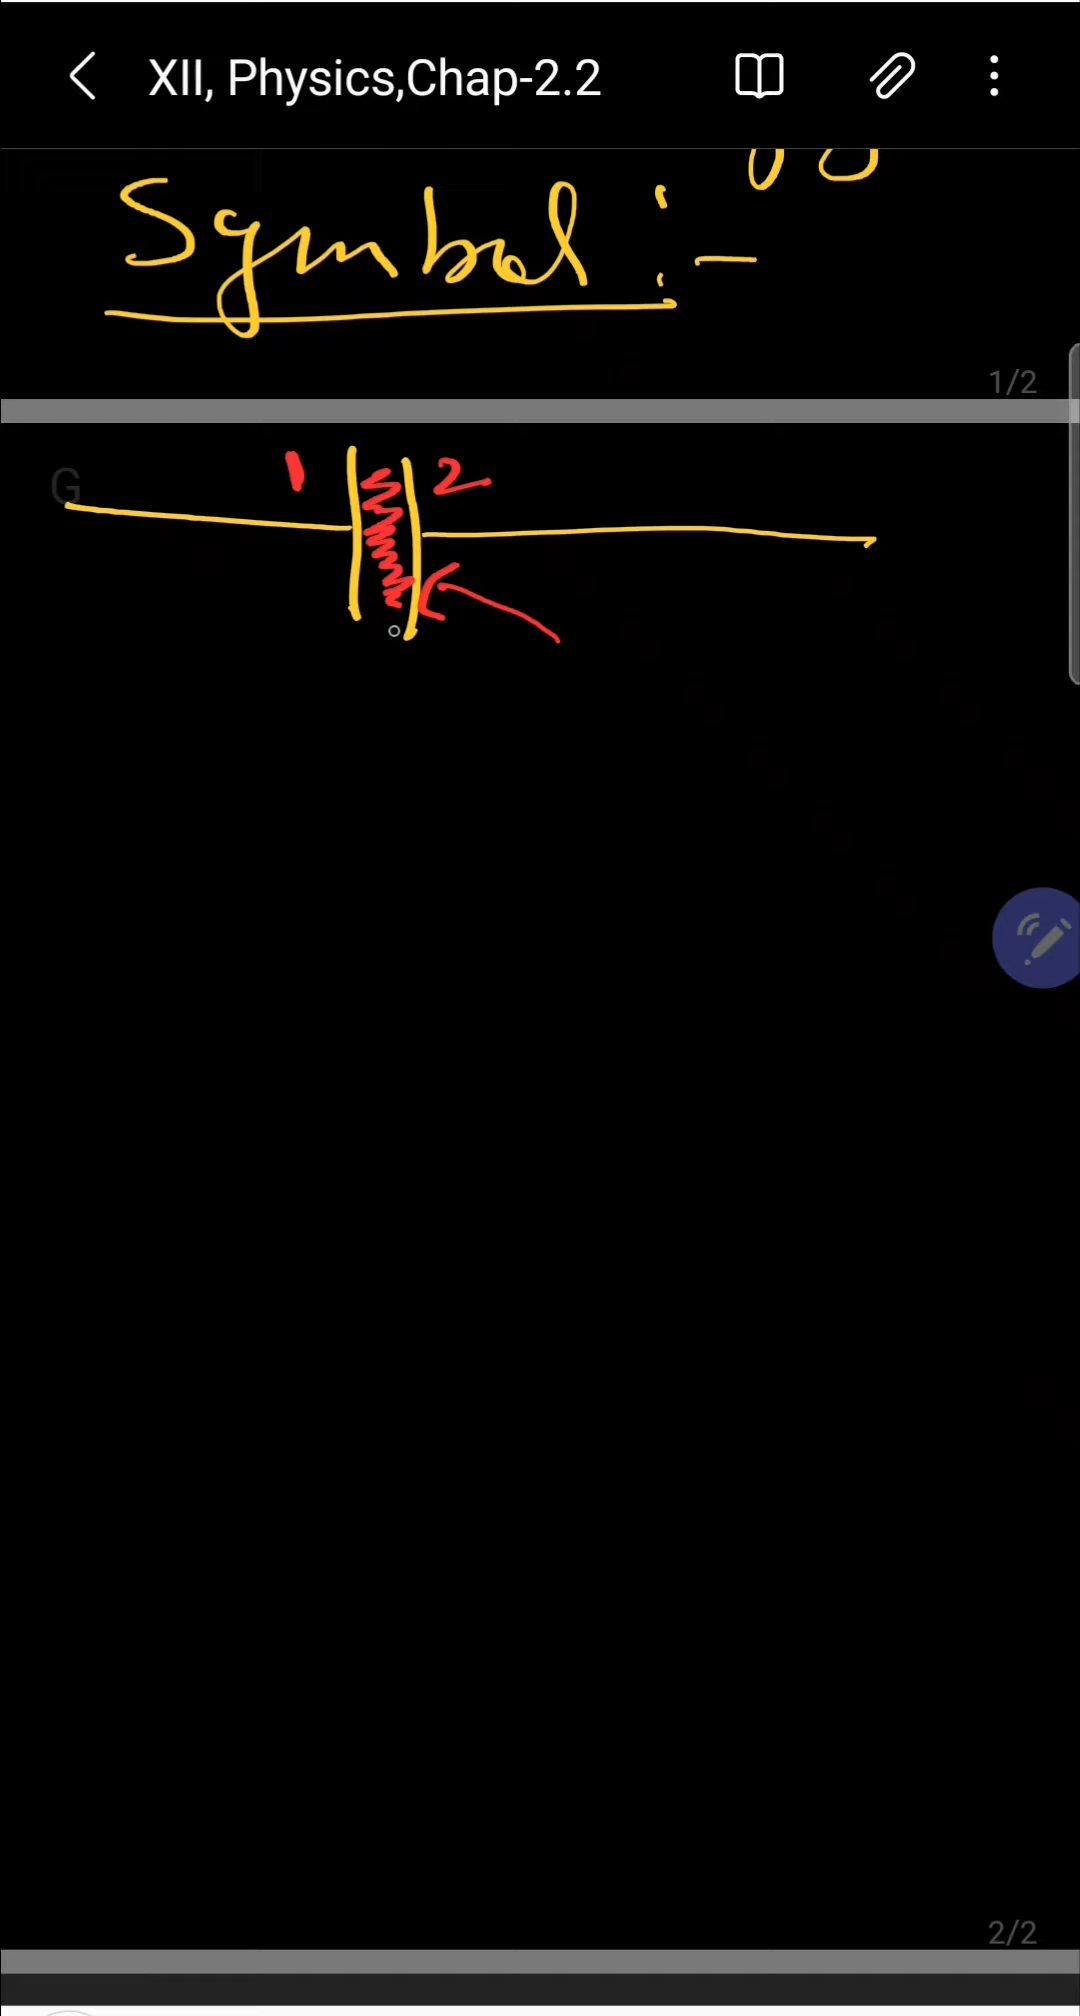 XII, Physics,Chap-2.2
Symbol :-
1/2
G
1 2
2/2